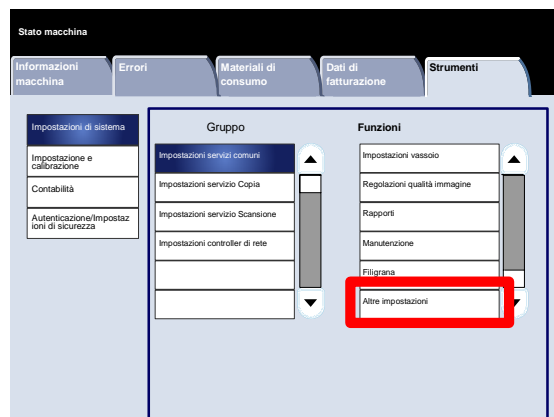 Stato macchina
Informazioni
macchina
Errori
Materiali di
consumo
Dati di
fatturazione
Strumenti
Impostazioni di sistema
Impostazione e
calibrazione
Contabilità
Autenticazione/Impostaz
ioni di sicurezza
Gruppo
Impostazioni servizi comuni
Impostazioni servizio Copia
Impostazioni servizio Scansione
Impostazioni controller di rete
Funzioni
Impostazioni vassoio
Regolazioni qualità immagine
Rapporti
Manutenzione
Filigrana
Altre impostazioni